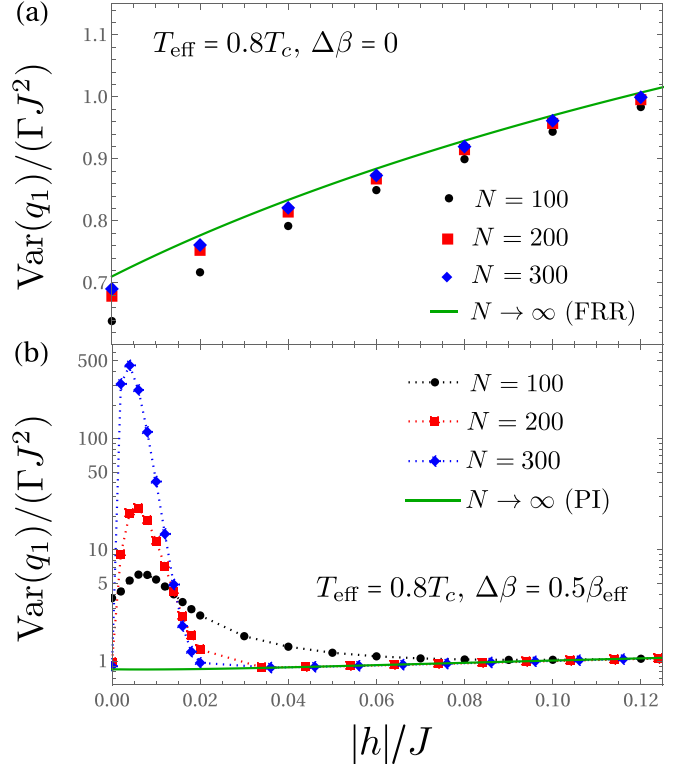 (a)
T_eff = 0.8T_c, Δβ = 0
Var(q_1)/(ΓJ^2)
1.1
1.0
0.9
0.8
0.7
N = 100
N = 200
N = 300
N → ∞ (FRR)
(b)
Var(q_1)/(ΓJ^2)
500
100
50
10
5
1
N = 100
N = 200
N = 300
N → ∞ (PI)
T_eff = 0.8T_c, Δβ = 0.5β_eff
0.00 0.02 0.04 0.06 0.08 0.10 0.12
|h|/J